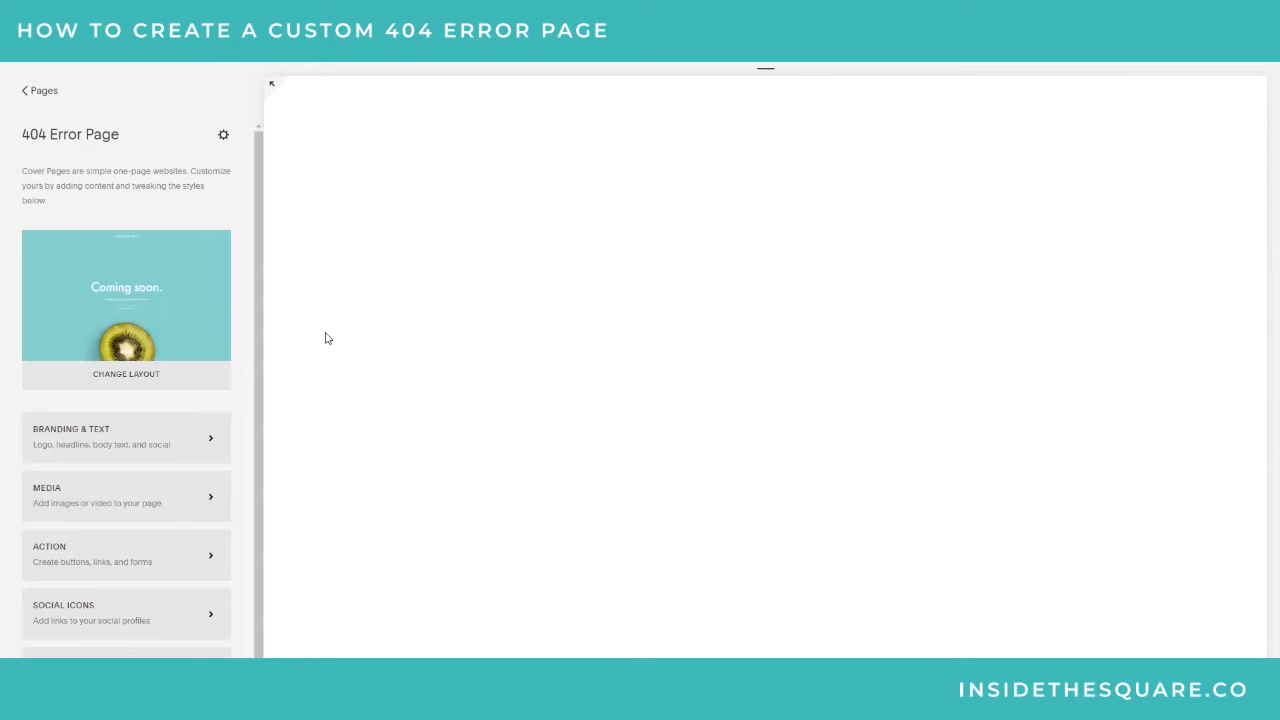 HOW TO CREATE A CUSTOM 404 ERROR PAGE
Pages
404 Error Page
Cover Pages are simple one-page websites. Customize
yours by adding content and tweaking the styles
below.
Coming soon.
CHANGE LAYOUT
BRANDING & TEXT
Logo, headline, body text, and social
MEDIA
Add images or video to your page
ACTION
Create buttons, links, and forms
SOCIAL ICONS
Add links to your social profiles
INSIDETHESQUARE.CO